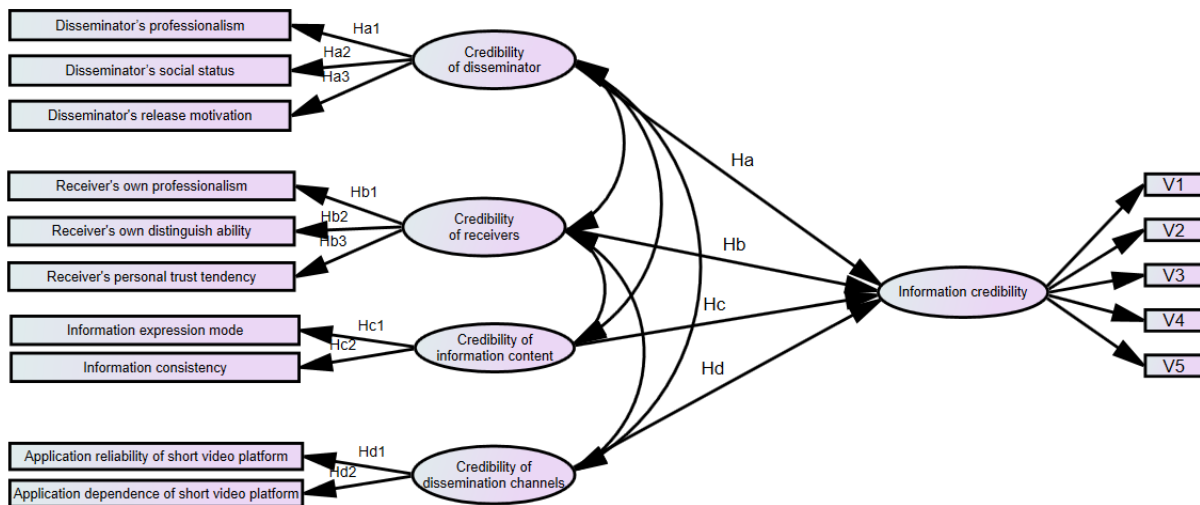 Disseminator's professionalism
Disseminator's social status
Disseminator's release motivation
Ha1
Ha2
Ha3
Credibility
of disseminator
Receiver's own professionalism
Receiver's own distinguish ability
Receiver's personal trust tendency
Hb1
Hb2
Hb3
Credibility
of receivers
Information expression mode
Information consistency
Hc1
Hc2
Credibility of
information content
Application reliability of short video platform
Application dependence of short video platform
Hd1
Hd2
Credibility of
dissemination channels
Ha
Hb
Hc
Hd
Information credibility
V1
V2
V3
V4
V5